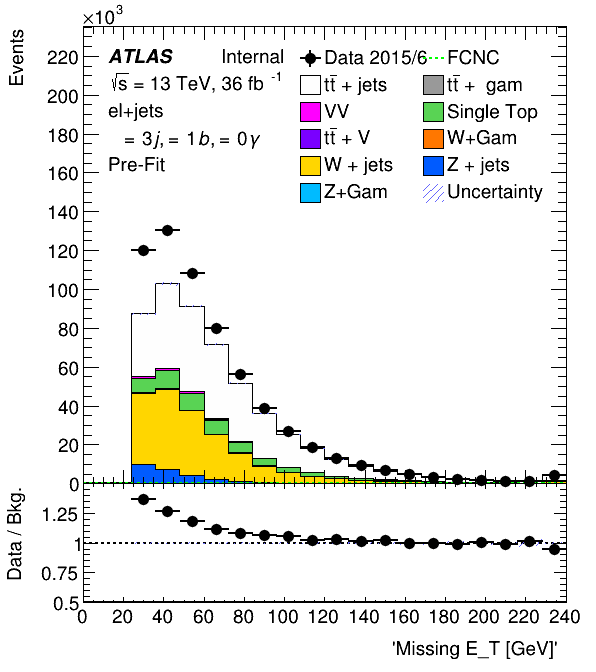 ×10³
Events
220
200
180
160
140
120
100
80
60
40
20
0
ATLAS Internal
√s = 13 TeV, 36 fb⁻¹
el+jets
= 3j, = 1b, = 0γ
Pre-Fit
Data 2015/6 FCNC
tt̄ + jets tt̄ + gam
VV Single Top
tt̄ + V W+Gam
W + jets Z + jets
Z+Gam Uncertainty
Data / Bkg.
1.25
1
0.75
0.5
0 20 40 60 80 100 120 140 160 180 200 220 240
'Missing E_T [GeV]'